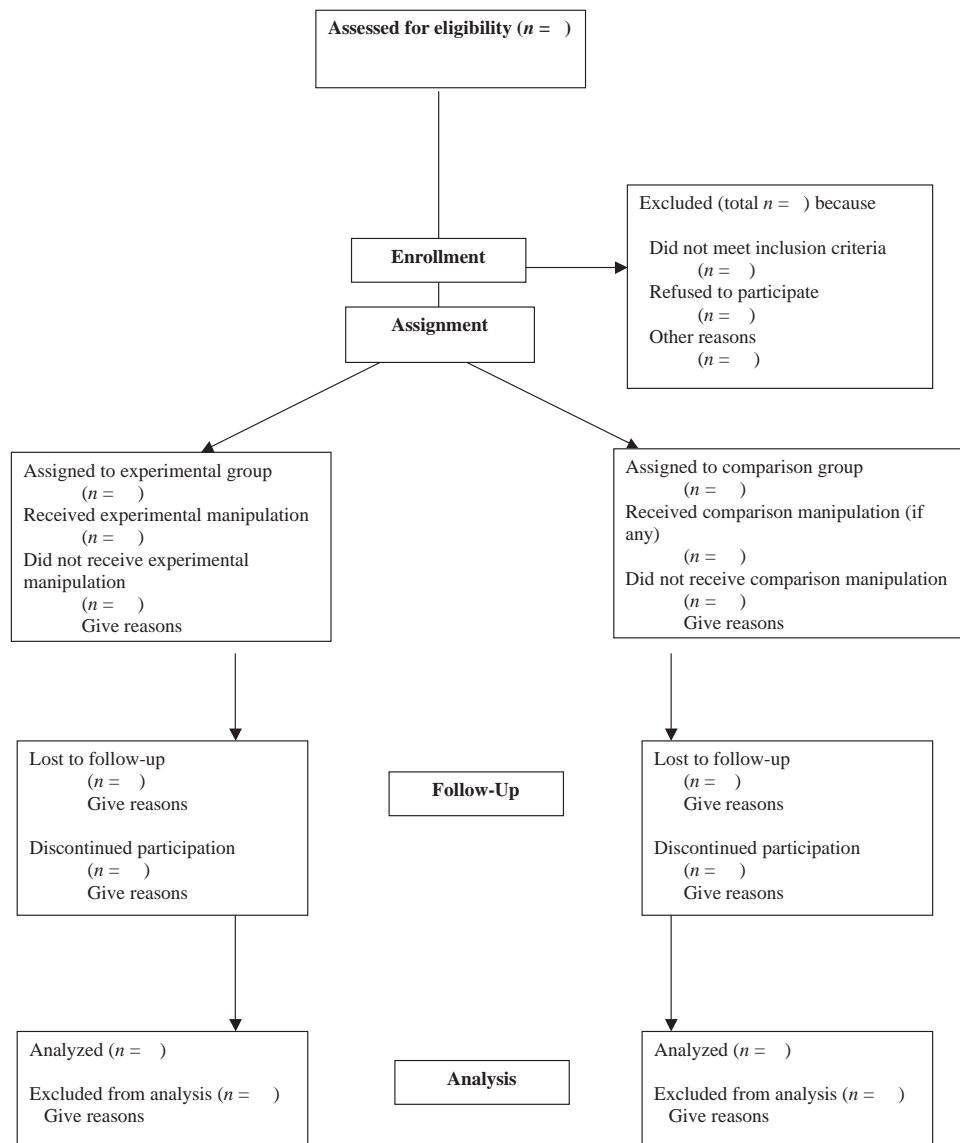 Assessed for eligibility (n =   )
Excluded (total n =   ) because
Did not meet inclusion criteria
(n =   )
Refused to participate
(n =   )
Other reasons
(n =   )
Enrollment
Assignment
Assigned to experimental group
(n =   )
Received experimental manipulation
(n =   )
Did not receive experimental
manipulation
(n =   )
Give reasons
Assigned to comparison group
(n =   )
Received comparison manipulation (if
any)
(n =   )
Did not receive comparison manipulation
(n =   )
Give reasons
Lost to follow-up
(n =   )
Give reasons
Discontinued participation
(n =   )
Give reasons
Follow-Up
Lost to follow-up
(n =   )
Give reasons
Discontinued participation
(n =   )
Give reasons
Analyzed (n =   )
Excluded from analysis (n =   )
Give reasons
Analysis
Analyzed (n =   )
Excluded from analysis (n =   )
Give reasons